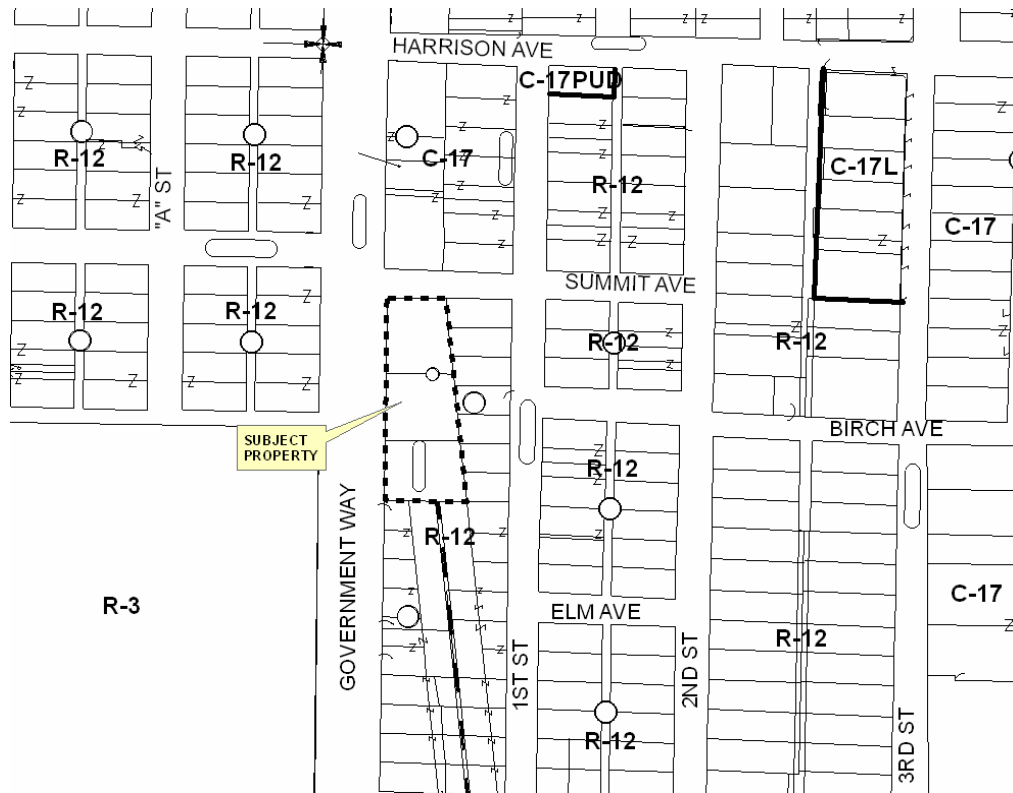 HARRISON AVE
C-17PUD
R-12
R-12
C-17
R-12
C-17L
"A" ST
C-17
SUMMIT AVE
R-12
R-12
R-12
R-12
BIRCH AVE
SUBJECT
PROPERTY
R-12
R-12
GOVERNMENT WAY
R-3
C-17
ELM AVE
R-12
1ST ST
2ND ST
R-12
3RD ST